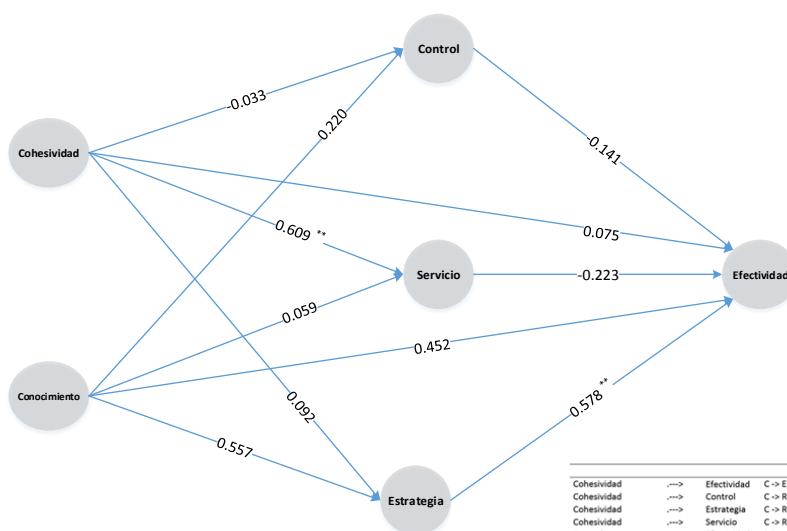 Control
-0.033
0.220
Cohesividad
-0.141
0.609 **
0.075
Servicio
-0.223
Efectividad
0.059
0.452
Conocimiento
0.092
0.578 **
0.557
Estrategia
Cohesividad .---> Efectividad C -> E
Cohesividad .---> Control C -> R
Cohesividad .---> Estrategia C -> R
Cohesividad .---> Servicio C -> R